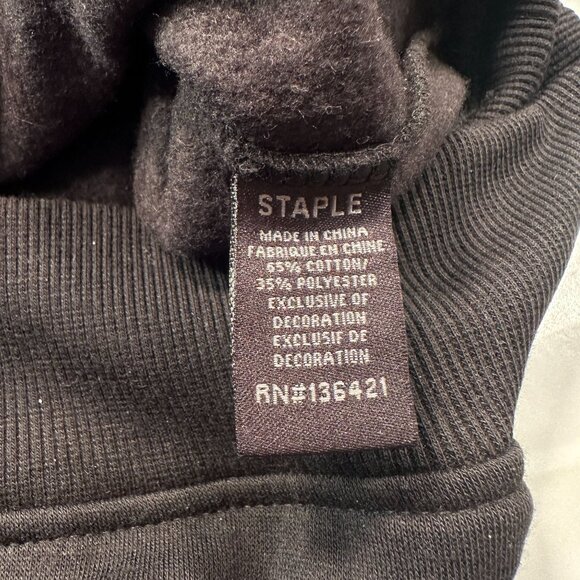 STAPLE
MADE IN CHINA
FABRIQUE EN CHINE
65% COTTON/
35% POLYESTER
EXCLUSIVE OF
DECORATION
EXCLUSIF DE
DECORATION
RN#136421